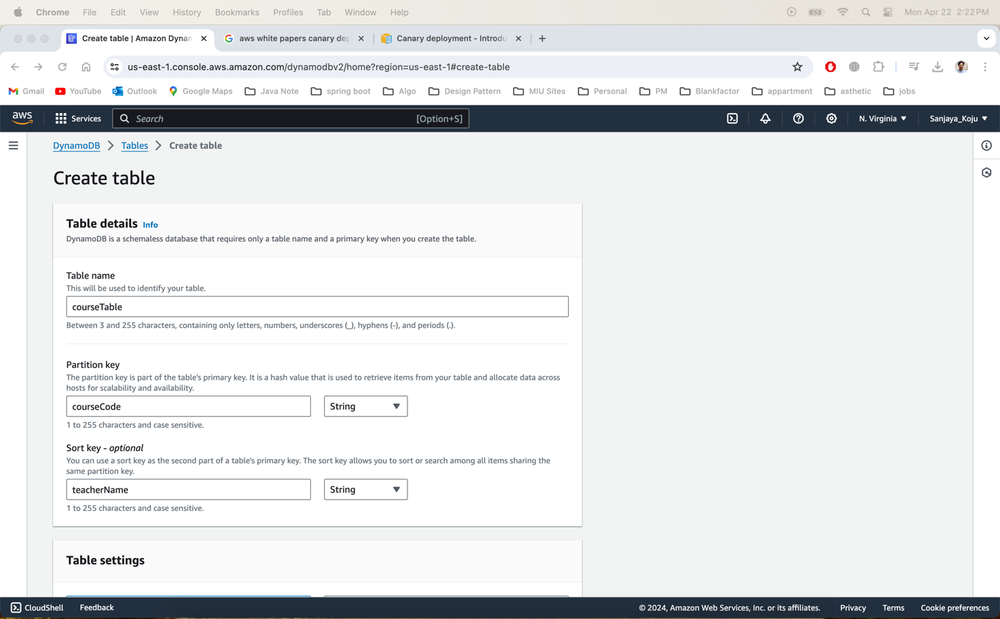 Chrome File Edit View History Bookmarks Profiles Tab Window Help Mon Apr 22 2:22 PM
Create table | Amazon Dynan aws white papers canary dep Canary deployment - Introdu
us-east-1.console.aws.amazon.com/dynamodbv2/home?region=us-east-1#create-table
Gmail YouTube Outlook Google Maps Java Note spring boot Algo Design Pattern MIU Sites Personal PM Blankfactor appartment asthetic jobs
aws Services Search [Option+S] N. Virginia Sanjaya_Koju
DynamoDB Tables Create table
Create table
Table details Info
DynamoDB is a schemaless database that requires only a table name and a primary key when you create the table.
Table name
This will be used to identify your table.
courseTable
Between 3 and 255 characters, containing only letters, numbers, underscores (_), hyphens (-), and periods (.).
Partition key
The partition key is part of the table's primary key. It is a hash value that is used to retrieve items from your table and allocate data across
hosts for scalability and availability.
courseCode String
1 to 255 characters and case sensitive.
Sort key - optional
You can use a sort key as the second part of a table's primary key. The sort key allows you to sort or search among all items sharing the
same partition key.
teacherName String
1 to 255 characters and case sensitive.
Table settings
CloudShell Feedback © 2024, Amazon Web Services, Inc. or its affiliates. Privacy Terms Cookie preferences